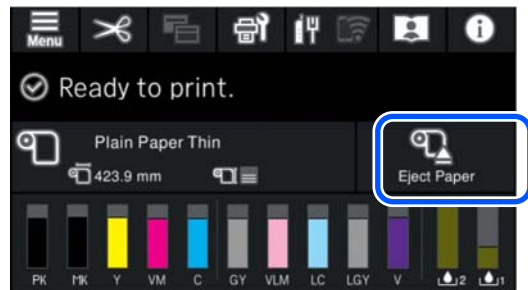 Menu
Ready to print.
Plain Paper Thin
423.9 mm
Eject Paper
PK MK Y VM C GY VLM LC LGY V 2 1